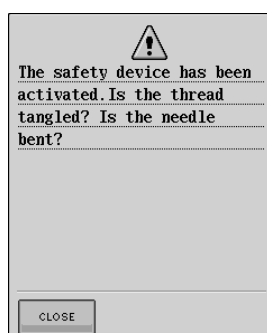 The safety device has been
activated.Is the thread
tangled? Is the needle
bent?
CLOSE